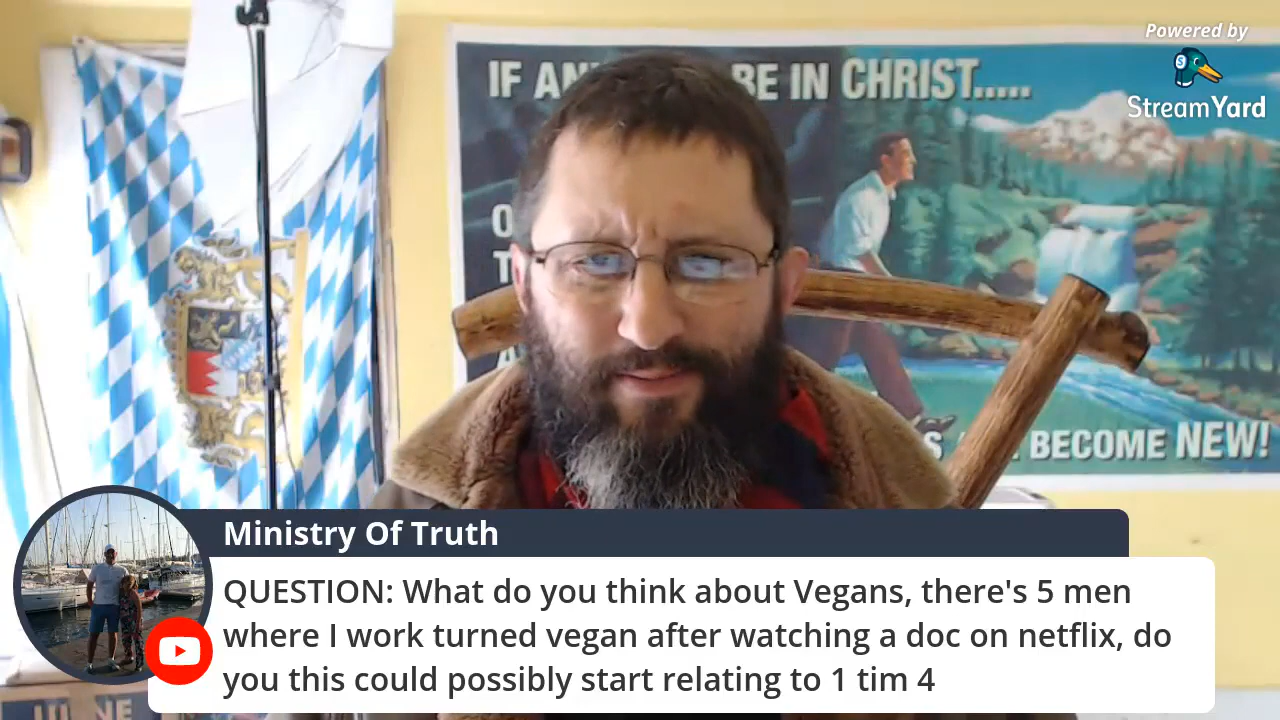 Powered by
StreamYard
IF BE IN CHRIST.....
BECOME NEW!
Ministry Of Truth
QUESTION: What do you think about Vegans, there's 5 men
where I work turned vegan after watching a doc on netflix, do
you this could possibly start relating to 1 tim 4